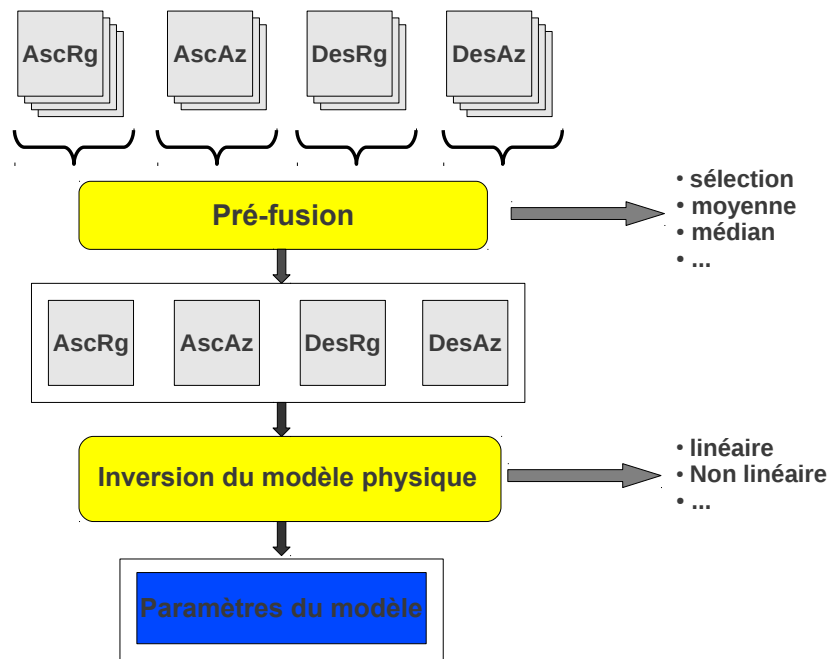 AscRg
AscAz
DesRg
DesAz
Pré-fusion
• sélection
• moyenne
• médian
• ...
AscRg
AscAz
DesRg
DesAz
Inversion du modèle physique
• linéaire
• Non linéaire
• ...
Paramètres du modèle